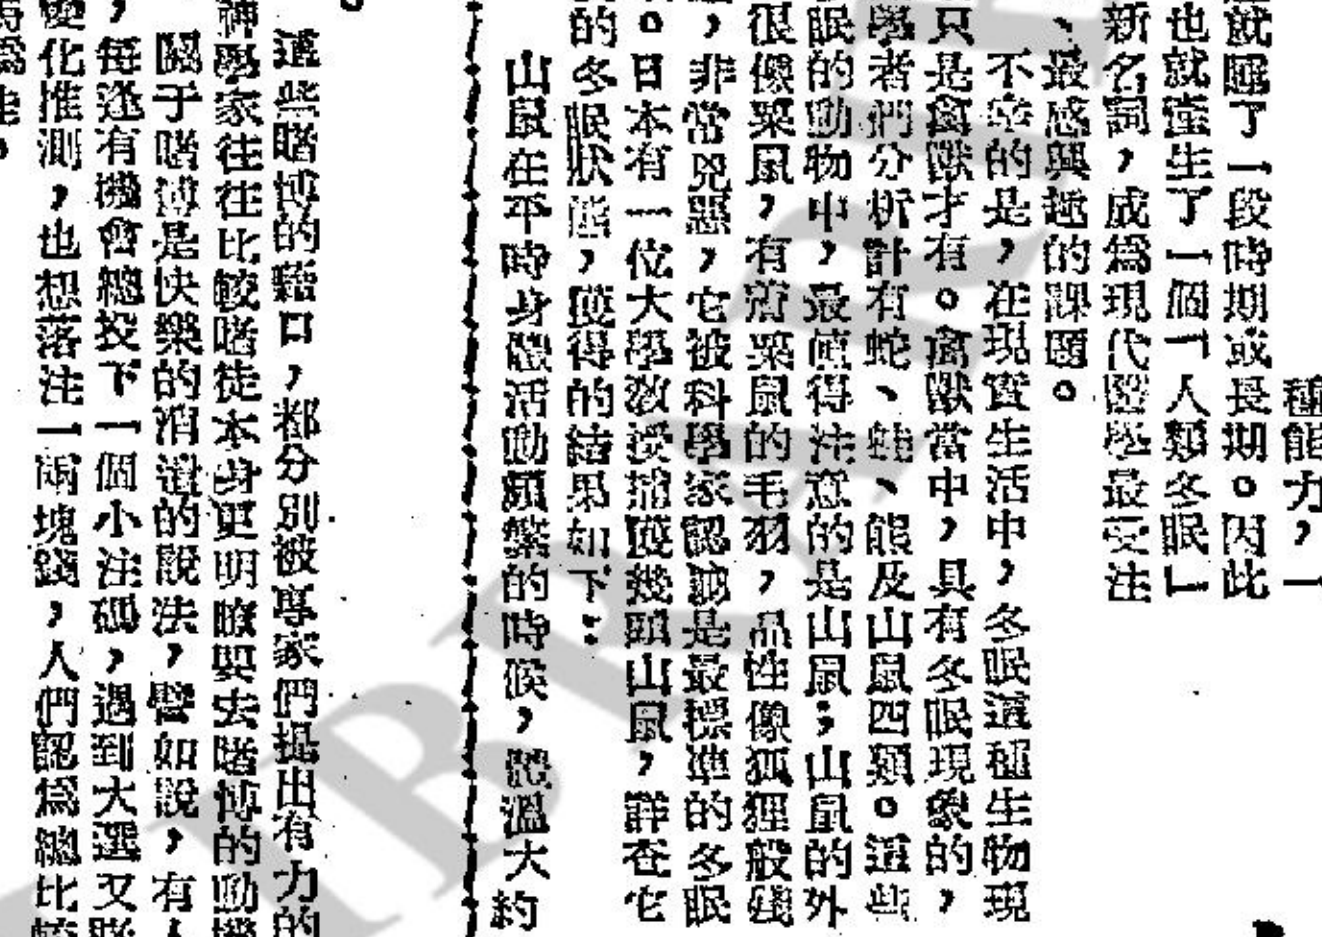 種能力，一
就睡了一段時期或長期。因此
也就產生了一個「人類冬眠」
新名詞，成爲現代醫學最受注
、最感興趣的課題。
不幸的是，在現實生活中，冬眠這種生物現
只是禽獸才有。禽獸當中，具有冬眠現象的，
學者們分析計有蛇、蛙、熊及山鼠四類。這些
眠的動物中，最值得注意的是山鼠；山鼠的外
很像栗鼠，有着栗鼠的毛羽，品性像狐狸般殘
，非常兇惡，它被科學家認爲是最標準的冬眠
。日本有一位大學教授捕獲幾頭山鼠，詳查它
的冬眠狀態，獲得的結果如下：
山鼠在平時身體活動頻繁的時候，體溫大約
。
這些賭博的藉口，都分別被專家們提出有力的
神學家往往比較賭徒本身更明瞭與去賭博的動機
關于賭博是快樂的消遣的說法，譬如說，有人
，每逢有機會總投下一個小注碼，遇到大選又
變化推測，也想落注一兩塊錢，人們認爲總比較